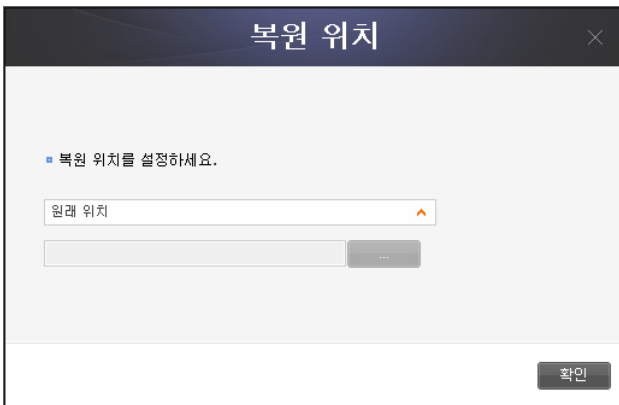 복원 위치
복원 위치를 설정하세요.
원래 위치
...
확인